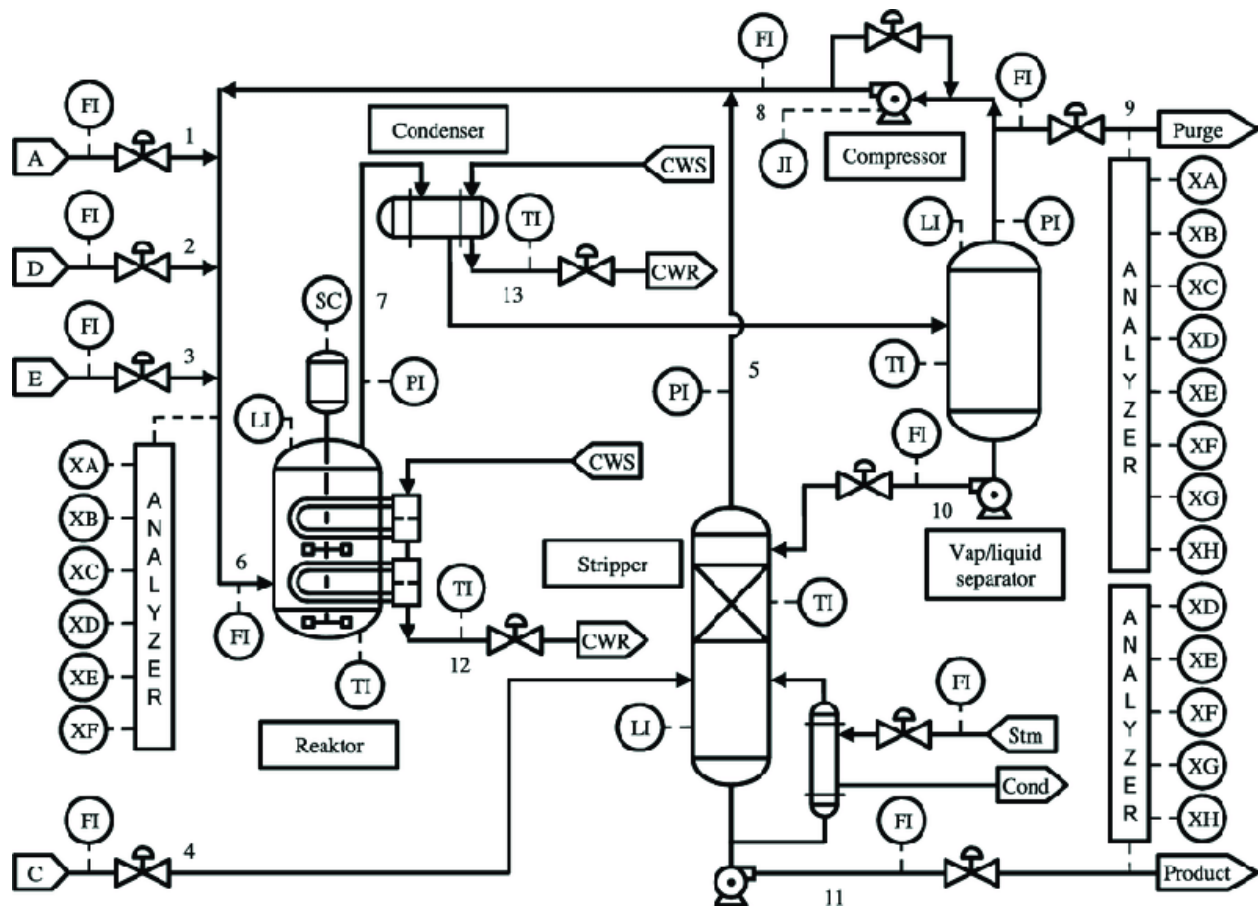 FI
FI
FI
1
8
9
A
Condenser
CWS
JI
Compressor
Purge
FI
XA
LI
PI
TI
XB
D
2
CWR
A
N
A
L
Y
Z
E
R
XC
SC
7
13
FI
XD
TI
E
3
PI
PI
5
XE
LI
FI
XF
XA
A
N
A
L
Y
Z
E
R
CWS
XG
10
XB
Vap/liquid
separator
XH
XC
6
Stripper
TI
XD
XD
FI
TI
CWR
A
N
A
L
Y
Z
E
R
XE
12
XE
TI
FI
XF
XF
Reaktor
LI
Stm
XG
Cond
XH
FI
FI
4
C
Product
11